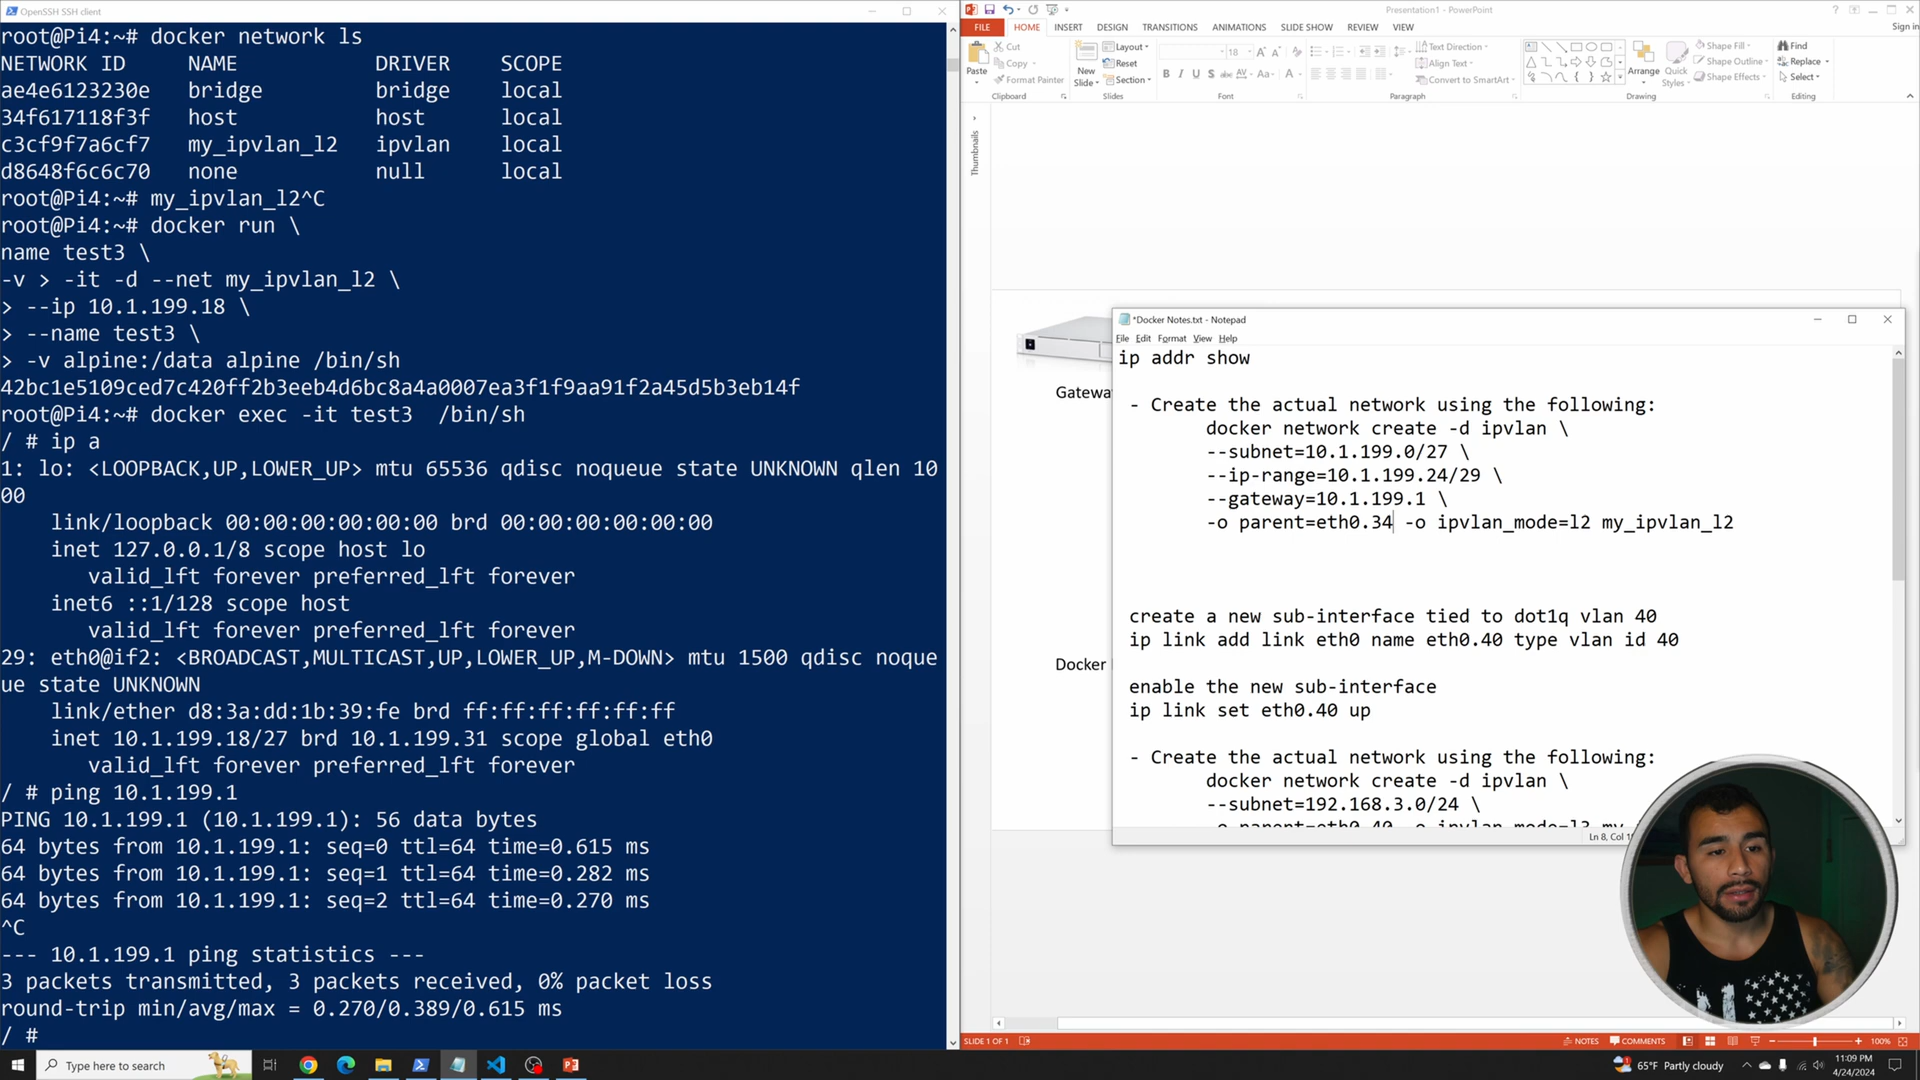 OpenSSH SSH client
root@Pi4:~# docker network ls
NETWORK ID NAME DRIVER SCOPE
ae4e6123230e bridge bridge local
34f617118f3f host host local
c3cf9f7a6cf7 my_ipvlan_l2 ipvlan local
d8648f6c6c70 none null local
root@Pi4:~# my_ipvlan_l2^C
root@Pi4:~# docker run \
name test3 \
-v > -it -d --net my_ipvlan_l2 \
> --ip 10.1.199.18 \
> --name test3 \
> -v alpine:/data alpine /bin/sh
42bc1e5109ced7c420ff2b3eeb4d6bc8a4a0007ea3f1f9aa91f2a45d5b3eb14f
root@Pi4:~# docker exec -it test3  /bin/sh
/ # ip a
1: lo: <LOOPBACK,UP,LOWER_UP> mtu 65536 qdisc noqueue state UNKNOWN qlen 10
00
link/loopback 00:00:00:00:00:00 brd 00:00:00:00:00:00
inet 127.0.0.1/8 scope host lo
valid_lft forever preferred_lft forever
inet6 ::1/128 scope host
valid_lft forever preferred_lft forever
29: eth0@if2: <BROADCAST,MULTICAST,UP,LOWER_UP,M-DOWN> mtu 1500 qdisc noque
ue state UNKNOWN
link/ether d8:3a:dd:1b:39:fe brd ff:ff:ff:ff:ff:ff
inet 10.1.199.18/27 brd 10.1.199.31 scope global eth0
valid_lft forever preferred_lft forever
/ # ping 10.1.199.1
PING 10.1.199.1 (10.1.199.1): 56 data bytes
64 bytes from 10.1.199.1: seq=0 ttl=64 time=0.615 ms
64 bytes from 10.1.199.1: seq=1 ttl=64 time=0.282 ms
64 bytes from 10.1.199.1: seq=2 ttl=64 time=0.270 ms
^C
--- 10.1.199.1 ping statistics ---
3 packets transmitted, 3 packets received, 0% packet loss
round-trip min/avg/max = 0.270/0.389/0.615 ms
/ #
Presentation1 - PowerPoint
FILE HOME INSERT DESIGN TRANSITIONS ANIMATIONS SLIDE SHOW REVIEW VIEW Sign in
Paste
Cut
Copy
Format Painter
Clipboard
New Slide
Layout
Reset
Section
Slides
18
B I U S abc AV Aa A
Font
Text Direction
Align Text
Convert to SmartArt
Paragraph
Arrange
Quick Styles
Shape Fill
Shape Outline
Shape Effects
Drawing
Find
Replace
Select
Editing
Thumbnails
Gatewa
Docker
*Docker Notes.txt - Notepad
File Edit Format View Help
ip addr show
- Create the actual network using the following:
docker network create -d ipvlan \
--subnet=10.1.199.0/27 \
--ip-range=10.1.199.24/29 \
--gateway=10.1.199.1 \
-o parent=eth0.34 -o ipvlan_mode=l2 my_ipvlan_l2
create a new sub-interface tied to dot1q vlan 40
ip link add link eth0 name eth0.40 type vlan id 40
enable the new sub-interface
ip link set eth0.40 up
- Create the actual network using the following:
docker network create -d ipvlan \
--subnet=192.168.3.0/24 \
-o parent=eth0.40 -o ipvlan_mode=l3
Ln 8, Col
SLIDE 1 OF 1
NOTES COMMENTS 100%
Type here to search
65°F Partly cloudy
11:09 PM
4/24/2024